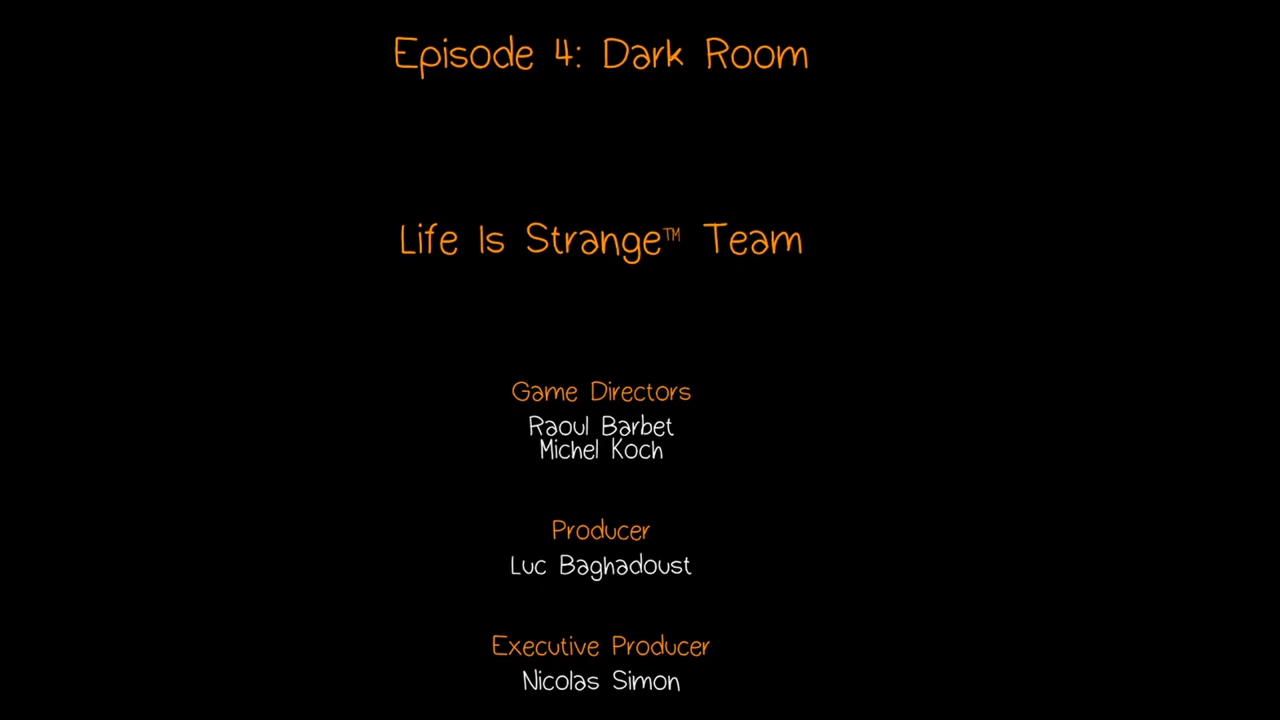 Episode 4: Dark Room
Life Is Strange™ Team
Game Directors
Raoul Barbet
Michel Koch
Producer
Luc Baghadoust
Executive Producer
Nicolas Simon